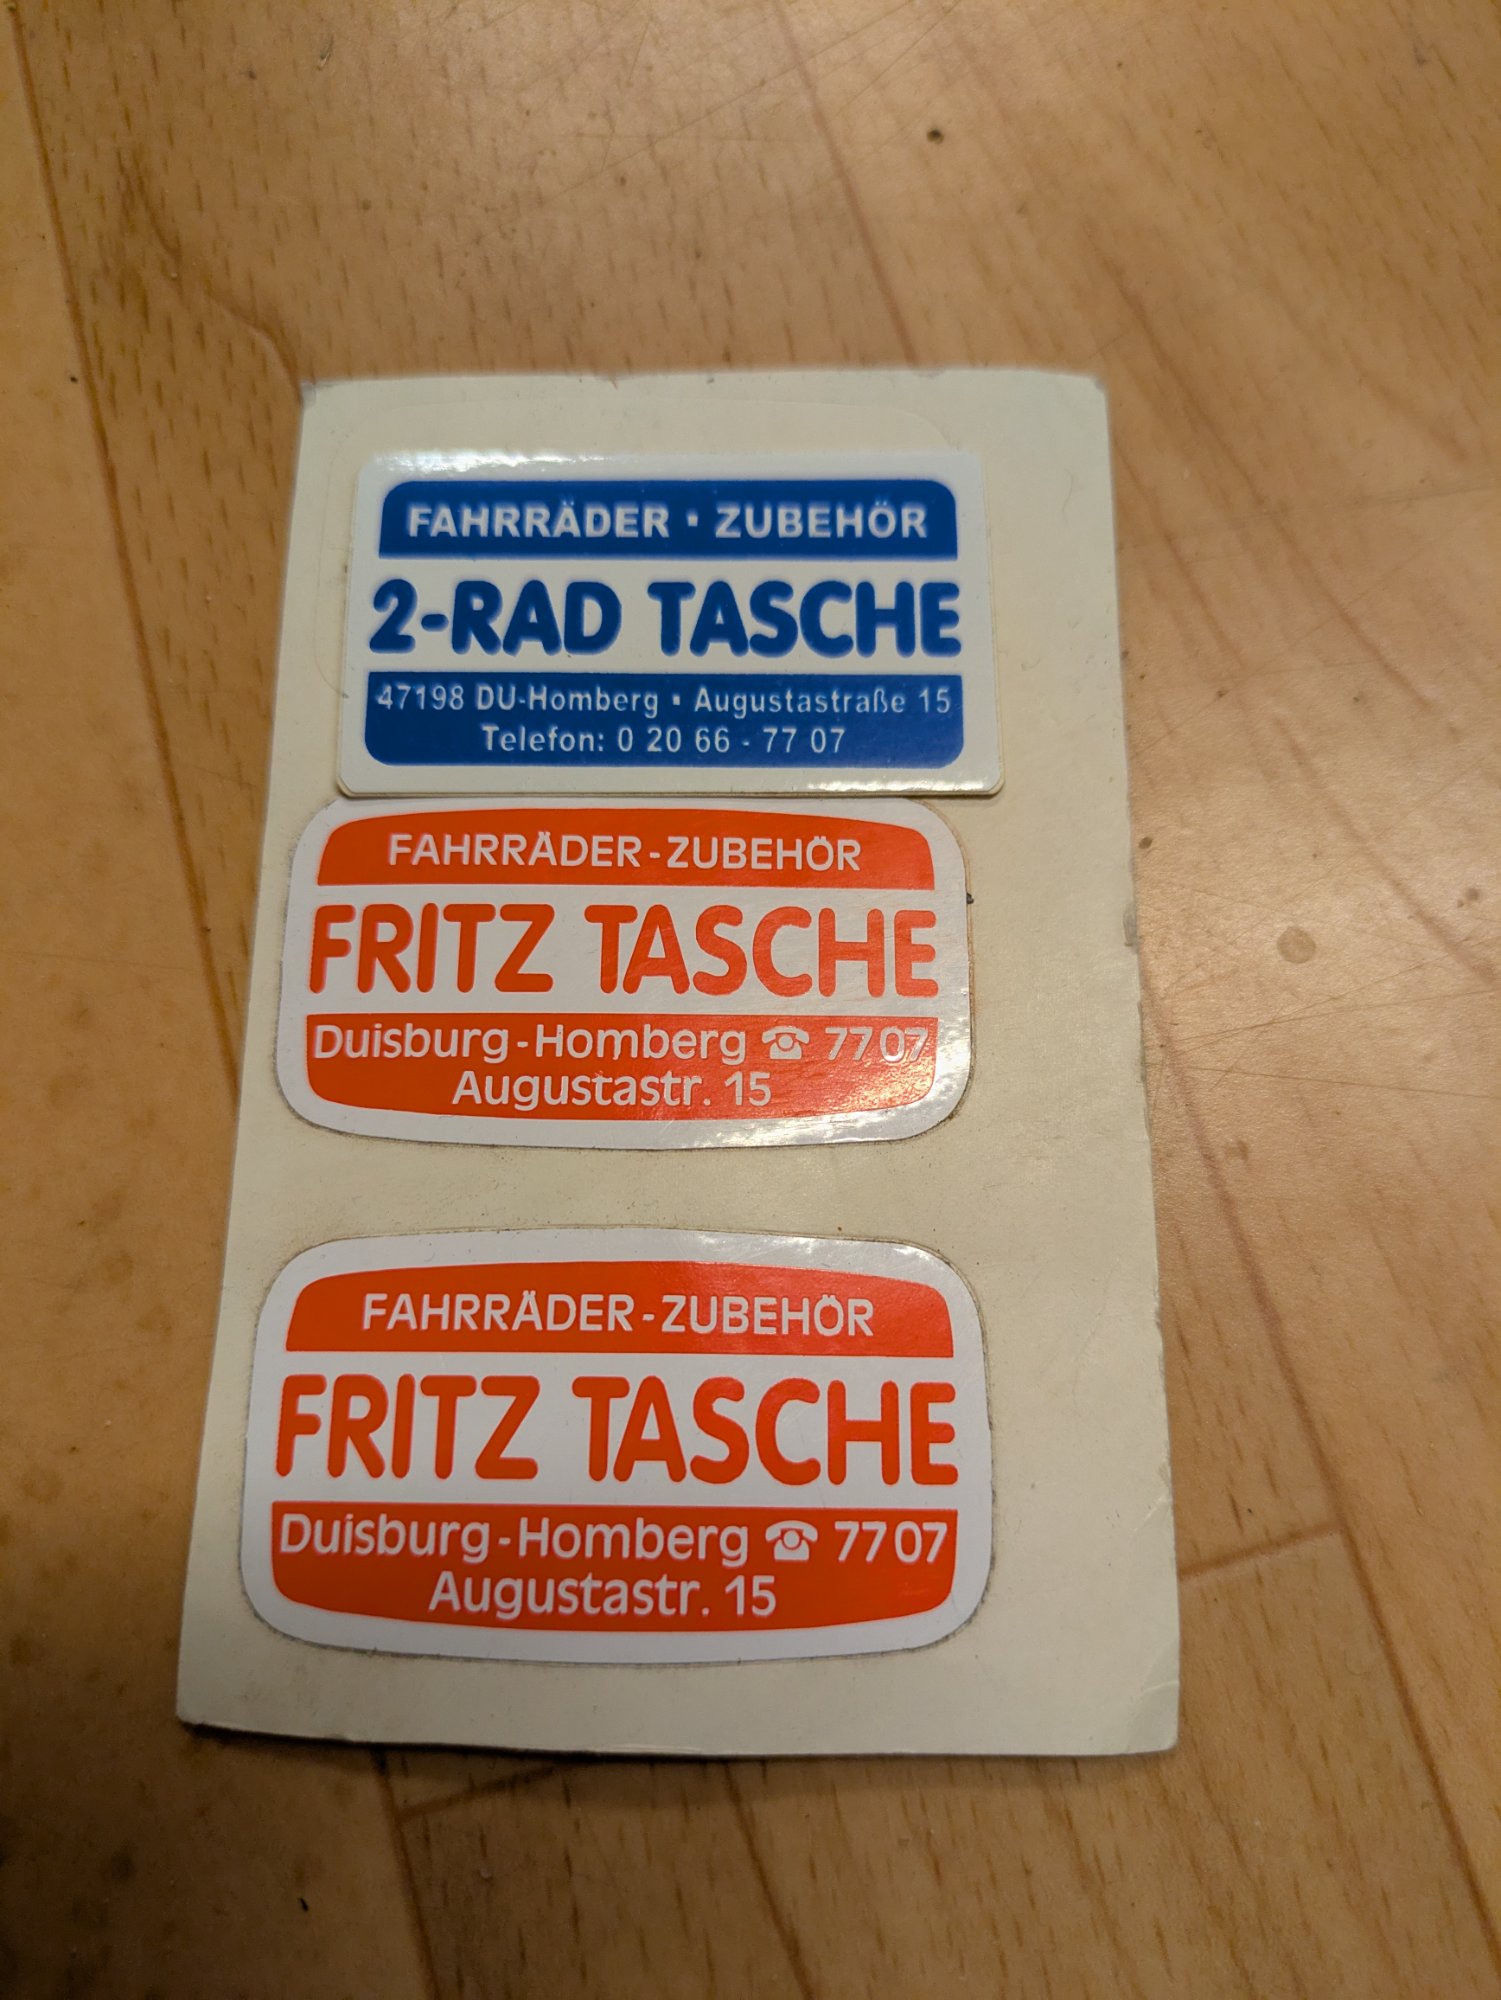 FAHRRÄDER ▪ ZUBEHÖR
2-RAD TASCHE
47198 DU-Homberg ▪ Augustastraße 15
Telefon: 0 20 66 - 77 07
FAHRRÄDER-ZUBEHÖR
FRITZ TASCHE
Duisburg-Homberg ☎ 77 07
Augustastr. 15
FAHRRÄDER-ZUBEHÖR
FRITZ TASCHE
Duisburg-Homberg ☎ 77 07
Augustastr. 15